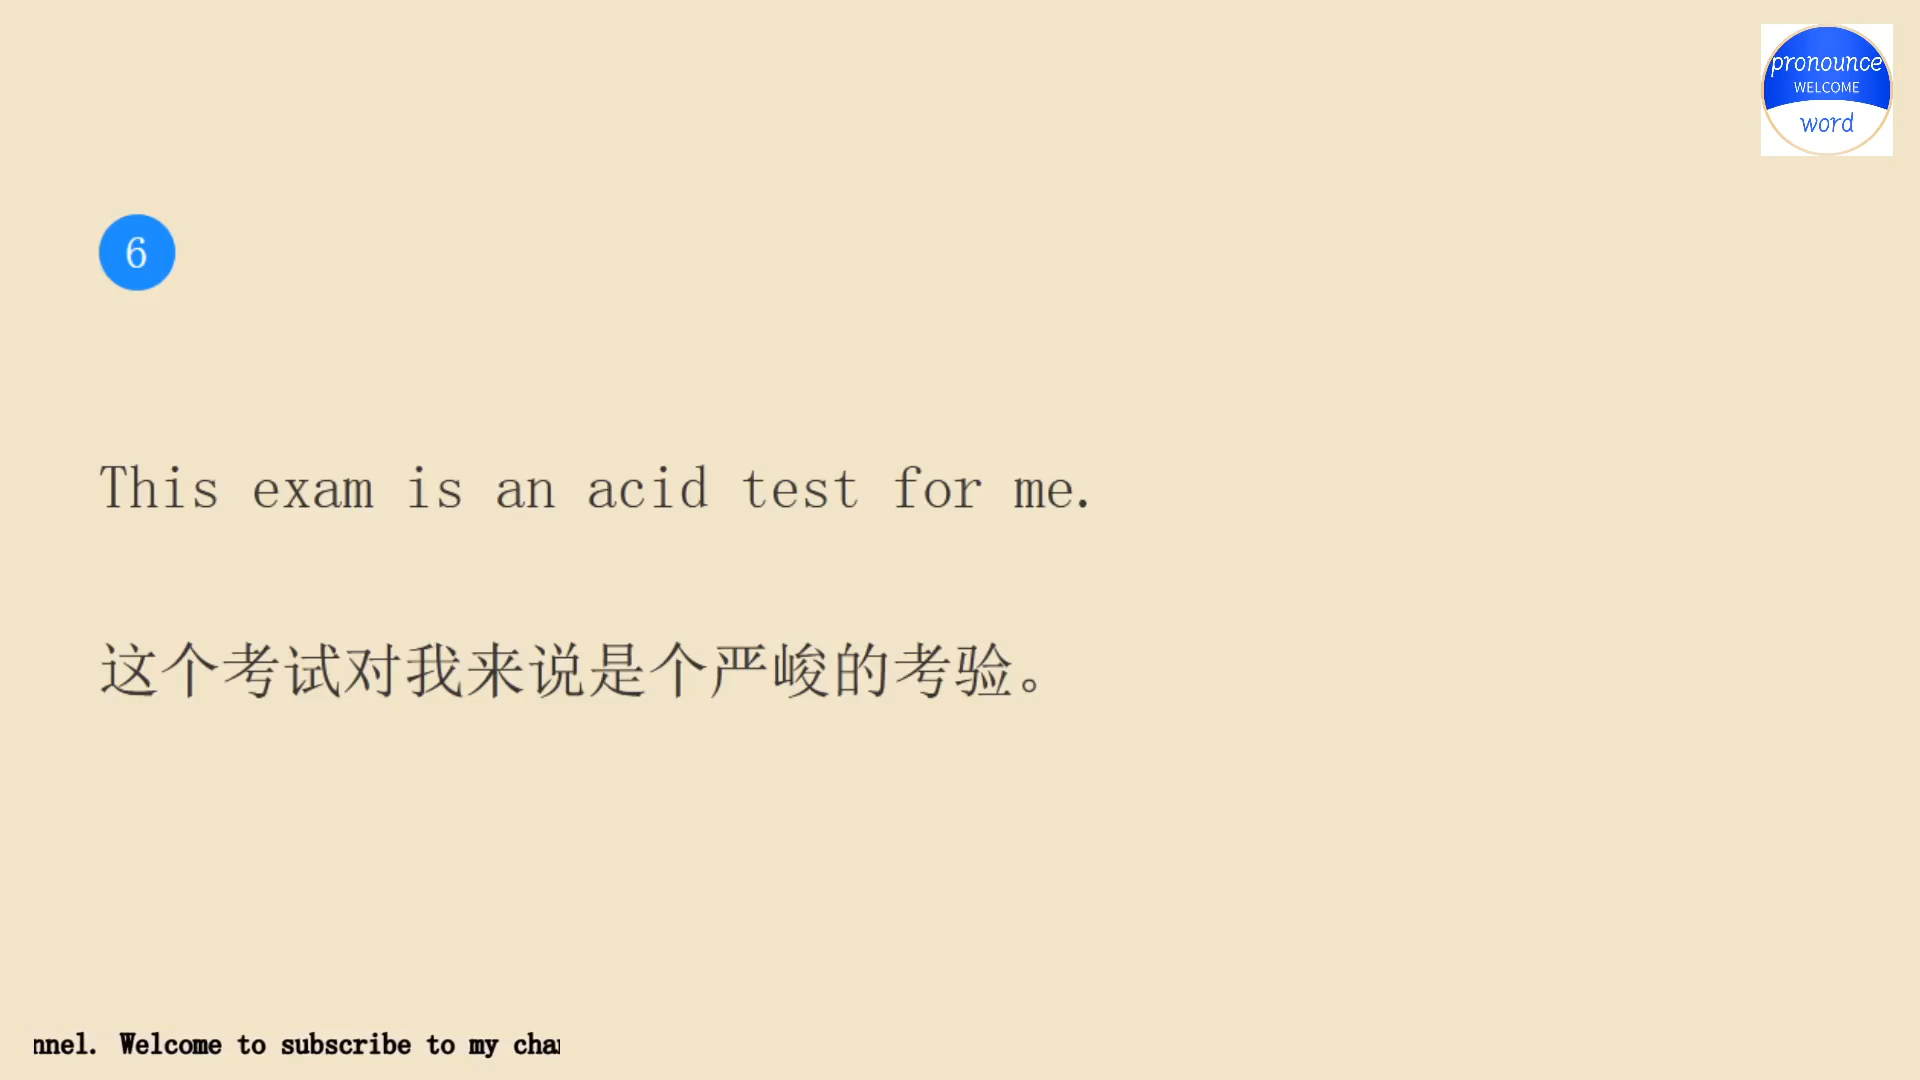 pronounce
WELCOME
word
6
This exam is an acid test for me.
这个考试对我来说是个严峻的考验。
nnel. Welcome to subscribe to my cha